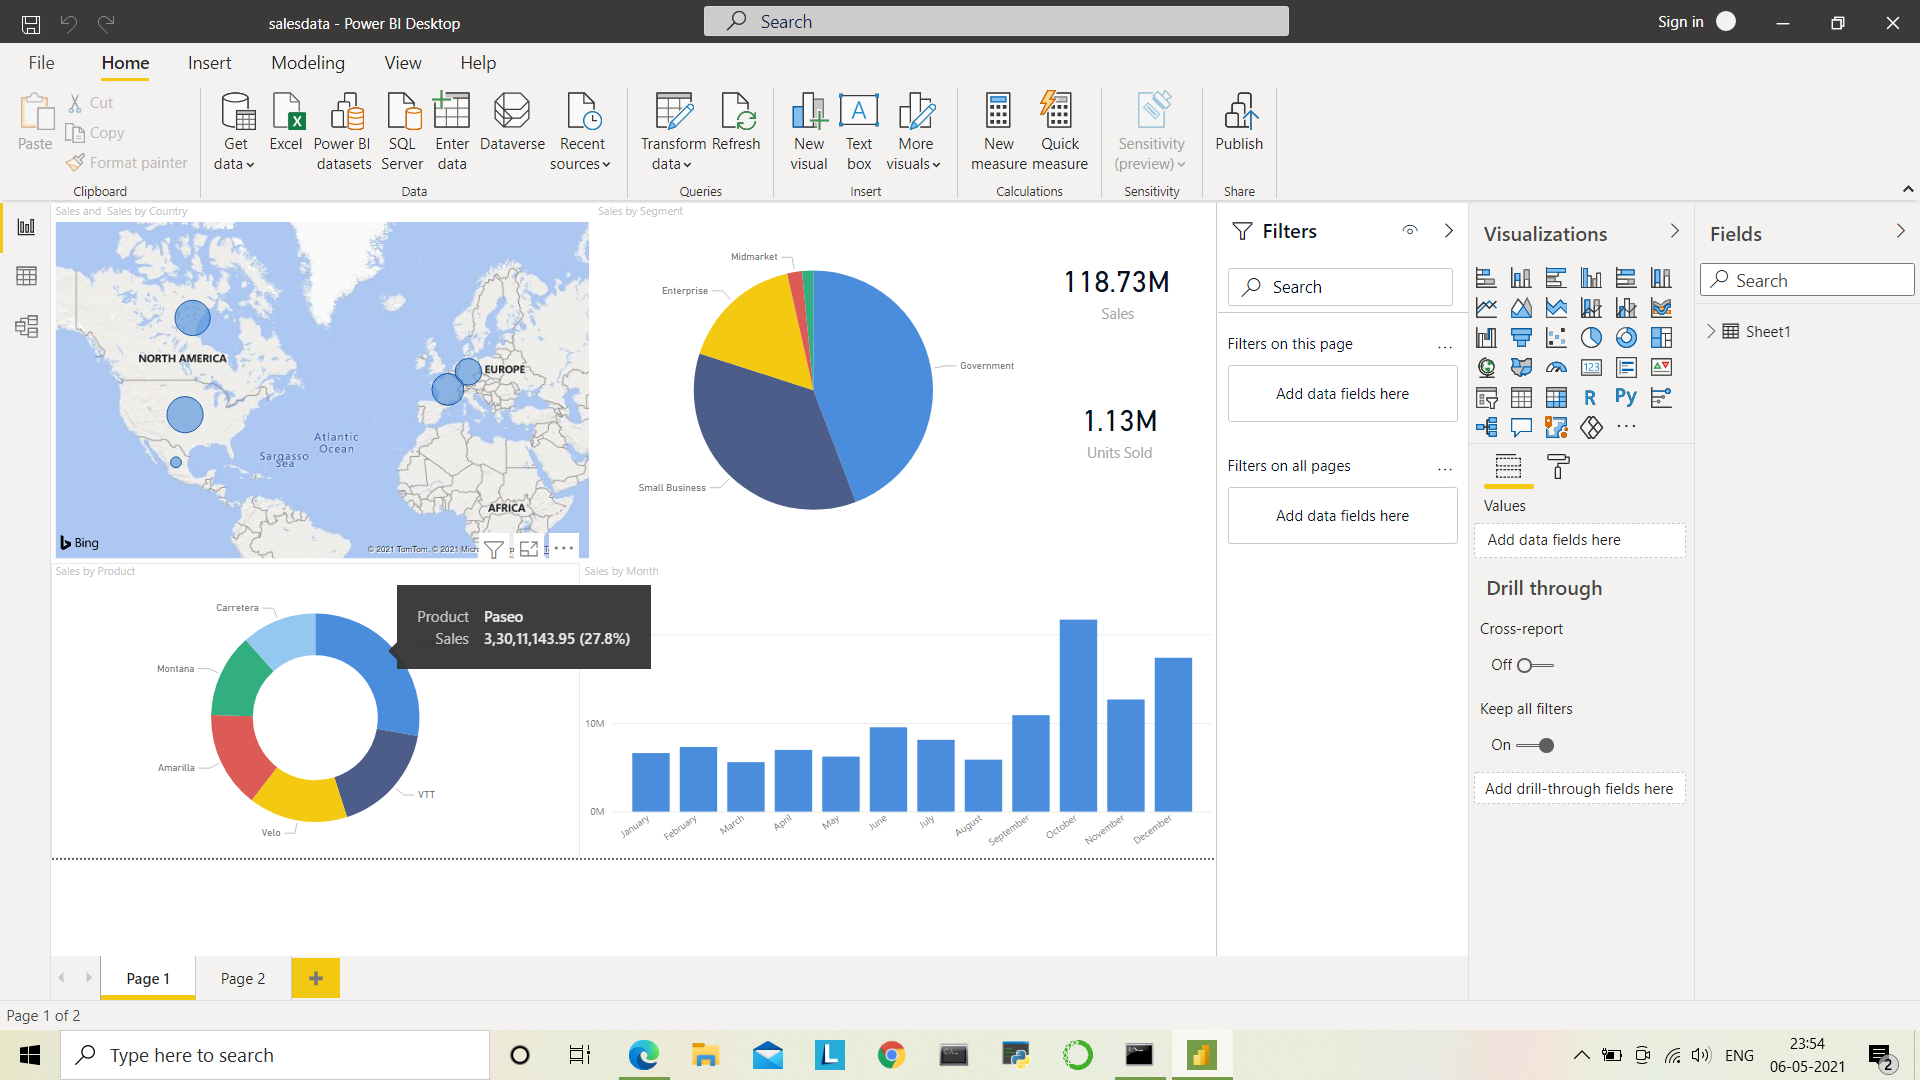 salesdata - Power BI Desktop
Search
Sign in
File Home Insert Modeling View Help
Paste
Cut
Copy
Format painter
Clipboard
Get data
Excel
Power BI datasets
SQL Server
Enter data
Dataverse
Recent sources
Data
Transform data
Refresh
Queries
New visual
Text box
More visuals
Insert
New measure
Quick measure
Calculations
Sensitivity (preview)
Sensitivity
Publish
Share
Sales and Sales by Country
NORTH AMERICA
EUROPE
Atlantic
Ocean
Sargasso
Sea
AFRICA
Bing
© 2021 TomTom, © 2021
Sales by Segment
Midmarket
Enterprise
Government
Small Business
118.73M
Sales
1.13M
Units Sold
Sales by Product
Carretera
Montana
Amarilla
Velo
VTT
Product Paseo
Sales 3,30,11,143.95 (27.8%)
Sales by Month
10M
0M
January
February
March
April
May
June
July
August
September
October
November
December
Filters
Search
Filters on this page
...
Add data fields here
Filters on all pages
...
Add data fields here
Visualizations
123
R
Py
...
Values
Add data fields here
Drill through
Cross-report
Off
Keep all filters
On
Add drill-through fields here
Fields
Search
Sheet1
Page 1
Page 2
+
Page 1 of 2
Type here to search
L
ENG
23:54
06-05-2021
2